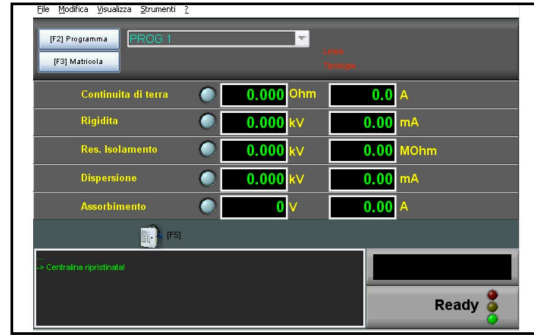 File Modifica Visualizza Strumenti ?
[F2] Programma PROG 1
[F3] Matricola
Limiti
Tipologia
Continuita di terra 0.000 Ohm 0.0 A
Rigidita 0.000 kV 0.00 mA
Res. Isolamento 0.000 kV 0.00 MOhm
Dispersione 0.000 kV 0.00 mA
Assorbimento 0 V 0.00 A
[F5]
...
-> Centralina ripristinata!
Ready